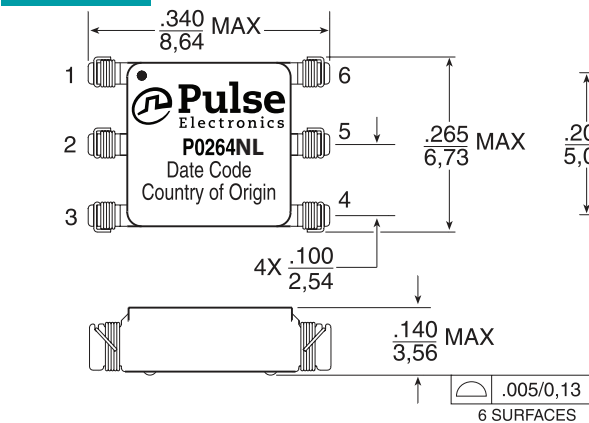 .340 MAX
8,64
1
6
Pulse
Electronics
5
2
P0264NL
Date Code
Country of Origin
.265 MAX
6,73
4
3
4X .100
2,54
.140 MAX
3,56
.005/0,13
6 SURFACES